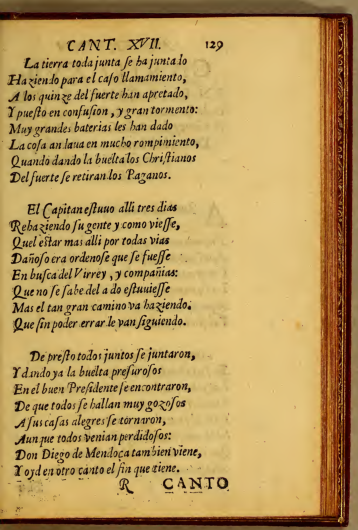 CANT. XVII. 129
La tierra toda junta ſe ha juntado
Haziendo para el caſo llamamiento,
A los quinze del fuerte han apretado,
Y pueſto en confuſion, y gran tormento:
Muy grandes baterias les han dado
La coſa andaua en mucho rompimiento,
Quando dando la buelta los Chriſtianos
Del fuerte ſe retiran los Paganos.
El Capitan eſtuuo alli tres dias
Rehaziendo ſu gente y como vieſſe,
Quel eſtar mas alli por todas vias
Dañoſo era ordenoſe que ſe fueſſe
En buſca del Virrey, y compañias:
Que no ſe ſabe del a do eſtuuieſſe
Mas el tan gran camino va haziendo.
Que ſin poder errar le van ſiguiendo.
De preſto todos juntos ſe juntaron,
Y dando ya la buelta preſuroſos
En el buen Preſidente ſe encontraron,
De que todos ſe hallan muy gozoſos
A ſus caſas alegres ſe tornaron,
Aunque todos venian perdidoſos:
Don Diego de Mendoça tambien viene,
Y oyd en otro canto el fin que tiene.
R CANTO